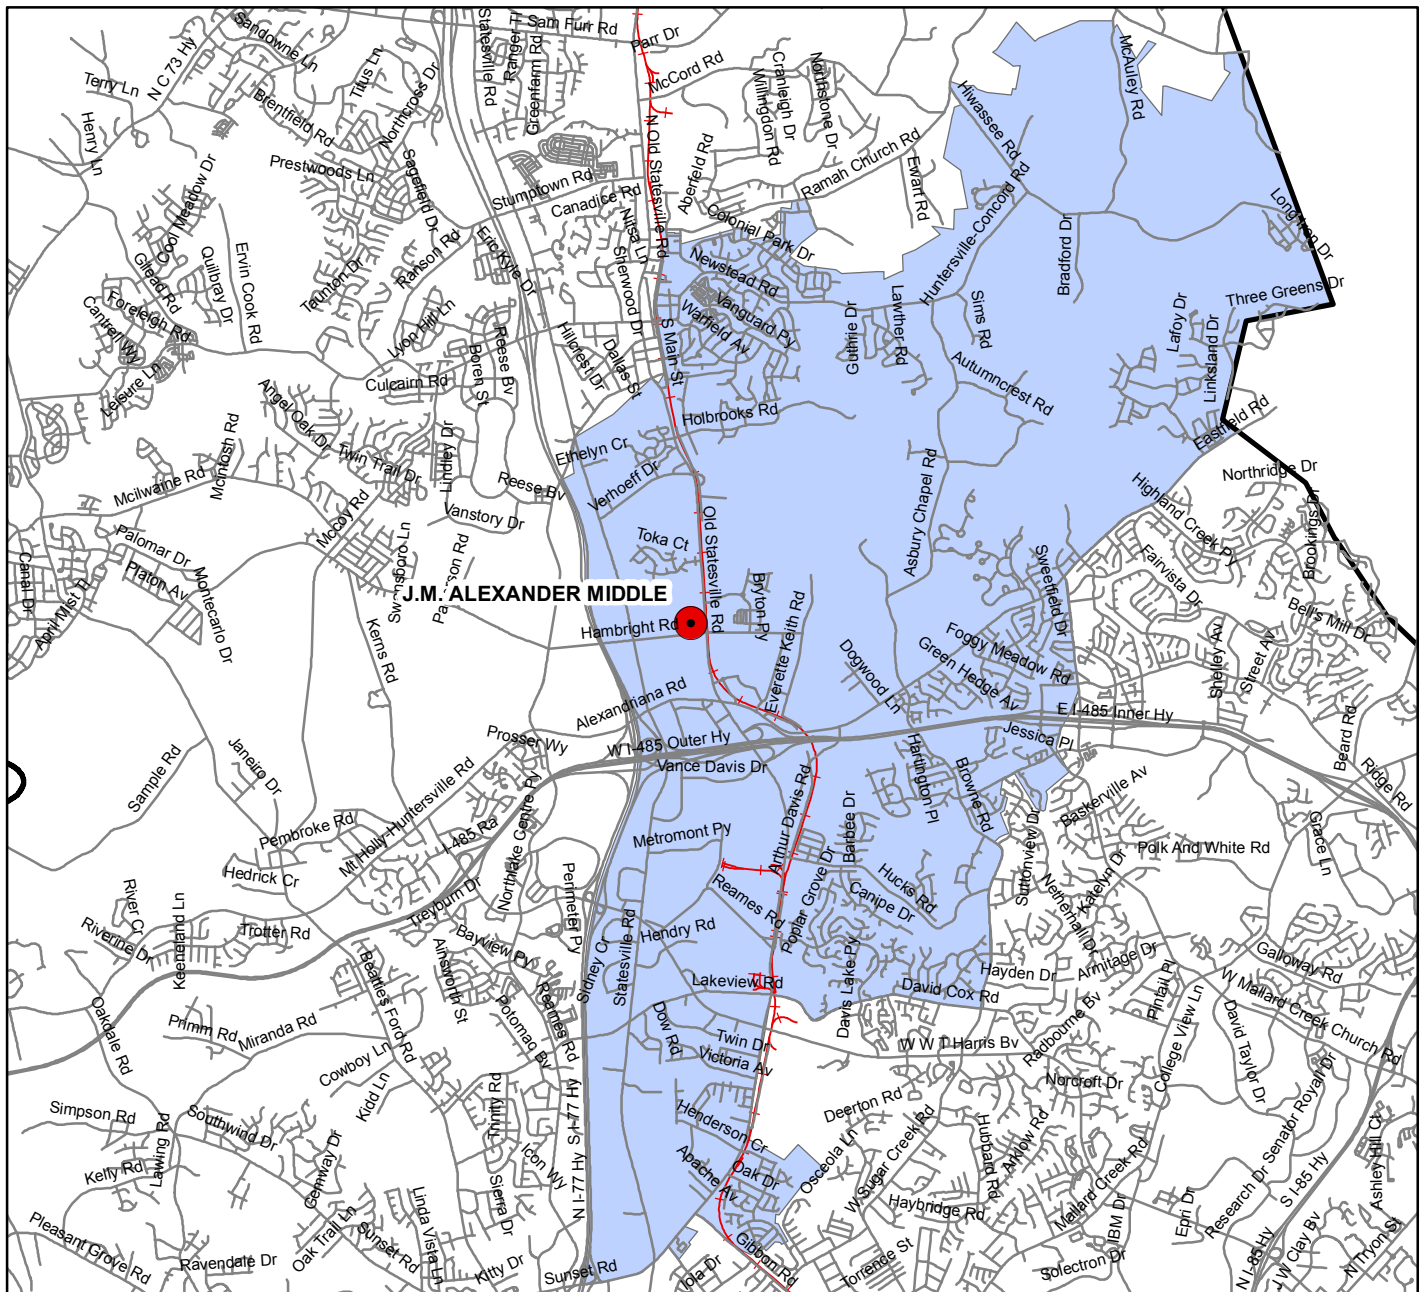 Sam Furr Rd
Parr Dr
Sandowne Ln
Statesville Rd
Ranger Tr
Greenfarm Rd
N C 73 Hy
Titus Ln
Northcross Dr
McCord Rd
Cranleigh Dr
Willingdon Rd
Northstone Dr
McAuley Rd
Terry Ln
Henry Ln
Brentfield Rd
Prestwoods Ln
Sagefield Dr
Stumptown Rd
Canadice Rd
N Old Statesville Rd
Aberfeld Rd
Ramah Church Rd
Ewart Rd
Hiwassee Rd
Huntersville-Concord Rd
Bradford Dr
Cool Meadow Dr
Gilead Rd
Quilbray Dr
Ervin Cook Rd
Taunton Dr
Ranson Rd
Eric Kyle Dr
Nitsa Ln
Sherwood Dr
Colonial Park Dr
Newstead Rd
Vanguard Py
Warfield Av
S Main St
Guthrie Dr
Lawther Rd
Sims Rd
Three Greens Dr
Foreleigh Rd
Cantrell Wy
Leisure Ln
Lyon Hill Ln
Culcairn Rd
Boren St
Reese Bv
Hillcrest Dr
Dallas St
Autumncrest Rd
Lafoy Dr
Linksland Dr
Eastfield Rd
Angel Oak Dr
Twin Trail Dr
Lindley Dr
Holbrooks Rd
Ethelyn Cr
Verhoeff Dr
Mcilwaine Rd
Mcintosh Rd
Mccoy Rd
Vanstory Dr
Reese Bv
Asbury Chapel Rd
Northridge Dr
Highland Creek Py
Brookings Dr
Palomar Dr
Platon Av
Canal Dr
April Mist Tr
Montecarlo Dr
Swansboro Ln
Toka Ct
Old Statesville Rd
Bryton Py
Everette Keith Rd
Sweetfield Dr
Fairvista Dr
Bell's Mill Dr
J.M. ALEXANDER MIDDLE
Hambright Rd
Kerns Rd
Dogwood Ln
Foggy Meadow Rd
Green Hedge Av
Shelley Av
Street Av
Alexandriana Rd
E I-485 Inner Hy
Jessica Pl
Beard Rd
Ridge Rd
Sample Rd
Janeiro Dr
Prosser Wy
W I-485 Outer Hy
Vance Davis Dr
Hartington Pl
Browne Rd
Baskerville Av
Pembroke Rd
Mt Holly-Huntersville Rd
I-485 Ra
Northlake Centre Py
Metromont Py
Arthur Davis Rd
Barbee Dr
Suttonview Dr
Polk And White Rd
Grace Ln
Hedrick Cr
Treyburn Dr
Perimeter Py
Reames Rd
Poplar Grove Dr
Hucks Rd
Canipe Dr
Netherhall Dr
Katelyn Dr
River Cr
Riverine Dr
Keeneland Ln
Trotter Rd
Beatties Ford Rd
Ainsworth St
Bayview Py
Sidney Cr
Statesville Rd
Hendry Rd
Davis Lake Py
Hayden Dr
Armitage Dr
Galloway Rd
Oakdale Rd
Primm Rd
Miranda Rd
Potomac Bv
Reames Rd
Lakeview Rd
David Cox Rd
Radbourne Bv
Pintail Pl
College View Ln
W Mallard Creek Church Rd
David Taylor Dr
Cowboy Ln
Kidd Ln
Dow Rd
Twin Dr
Victoria Av
W W T Harris Bv
Norcroft Dr
Simpson Rd
Lawing Rd
Southwind Dr
Trinity Rd
Henderson Cr
Deerton Rd
Senator Royall Dr
Kelly Rd
Gemway Dr
Icon Wy
N I-77 Hy
S I-77 Hy
Apache Av
Oak Dr
Osceola Ln
W Sugar Creek Rd
Hubbard Rd
Arklow Rd
Mallard Creek Rd
S I-85 Hy
Ashley Hill Ct
Pleasant Grove Rd
Ravendale Dr
Oak Trail Ln
Sunset Rd
Linda Vista Ln
Sierra Dr
Kitty Dr
Sunset Rd
Iola Dr
Gibbon Rd
Haybridge Rd
Torrence St
IBM Dr
Solectron Dr
Epri Dr
Research Dr
N I-85 Hy
J W Clay Bv
N Tryon St